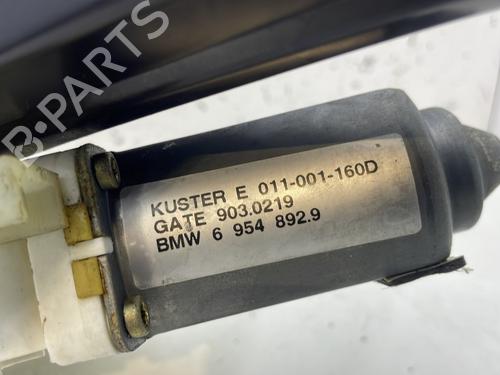 B-PARTS
KUSTER E 011-001-160D
GATE 903.0219
BMW 6 954 892.9